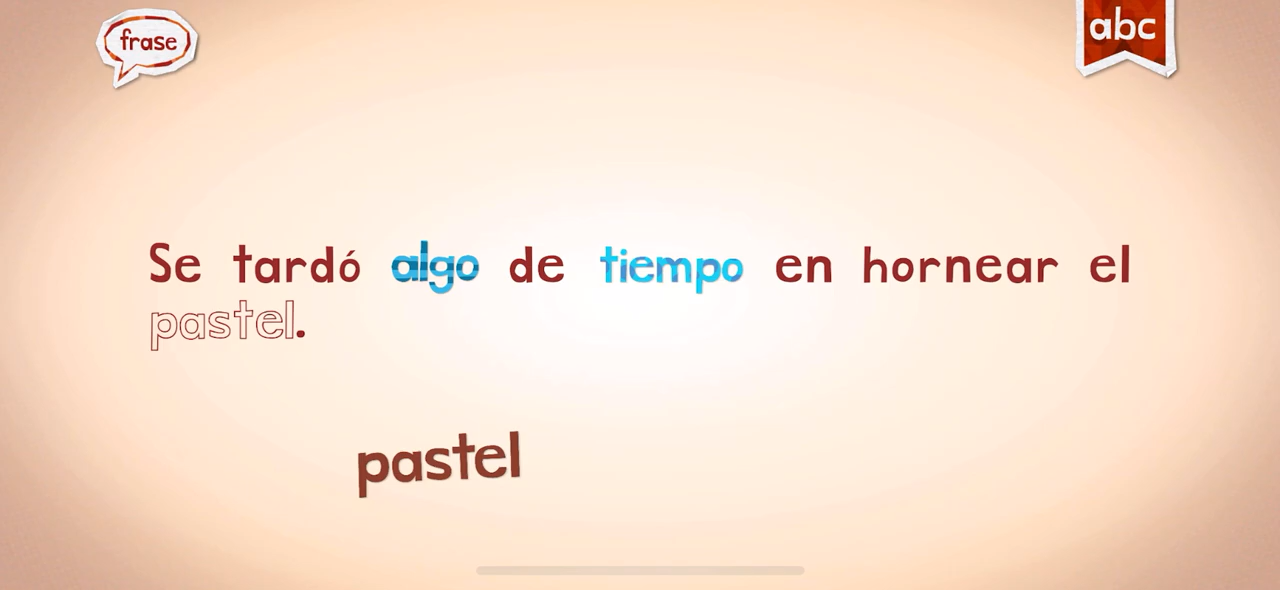 frase
abc
Se tardó algo de tiempo en hornear el
pastel.
pastel